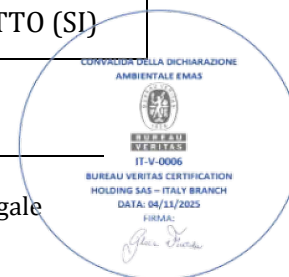 TTO (SI)
CONVALIDA DELLA DICHIARAZIONE
AMBIENTALE EMAS
BUREAU
VERITAS
IT-V-0006
BUREAU VERITAS CERTIFICATION
HOLDING SAS – ITALY BRANCH
DATA: 04/11/2025
FIRMA:
gale